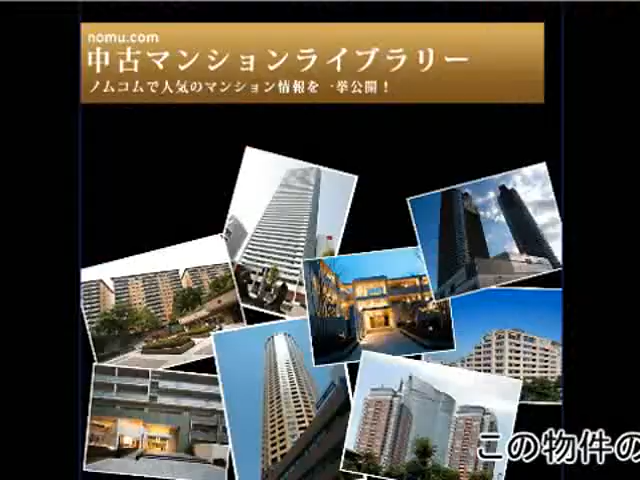 nomu.com
中古マンションライブラリー
ノムコムで人気のマンション情報を一挙公開！
この物件の